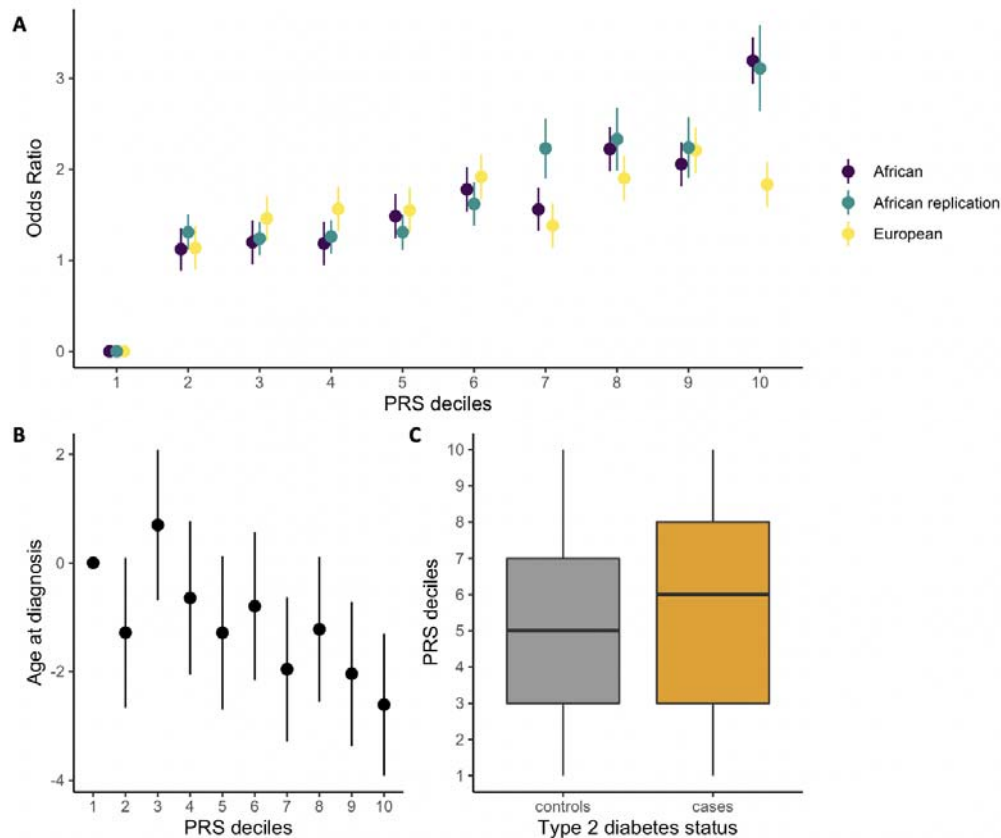 A
Odds Ratio
3
2
1
0
1 2 3 4 5 6 7 8 9 10
PRS deciles
African
African replication
European
B
Age at diagnosis
2
0
-2
-4
1 2 3 4 5 6 7 8 9 10
PRS deciles
C
PRS deciles
10
9
8
7
6
5
4
3
2
1
controls cases
Type 2 diabetes status